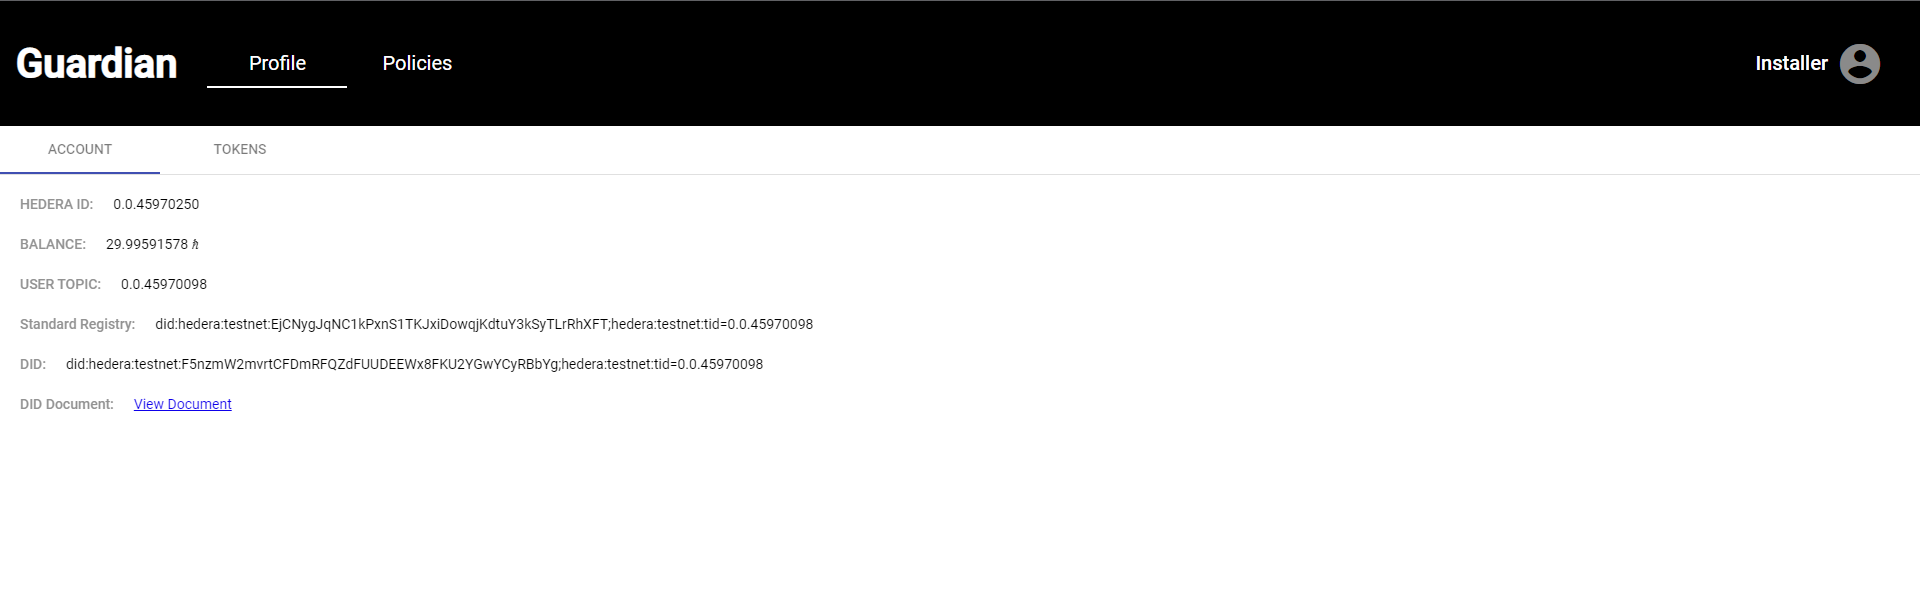 Guardian Profile Policies Installer
ACCOUNT TOKENS
HEDERA ID: 0.0.45970250
BALANCE: 29.99591578 ℏ
USER TOPIC: 0.0.45970098
Standard Registry: did:hedera:testnet:EjCNygJqNC1kPxnS1TKJxiDowqjKdtuY3kSyTLrRhXFT;hedera:testnet:tid=0.0.45970098
DID: did:hedera:testnet:F5nzmW2mvrtCFDmRFQZdFUUDEEWx8FKU2YGwYCyRBbYg;hedera:testnet:tid=0.0.45970098
DID Document: View Document